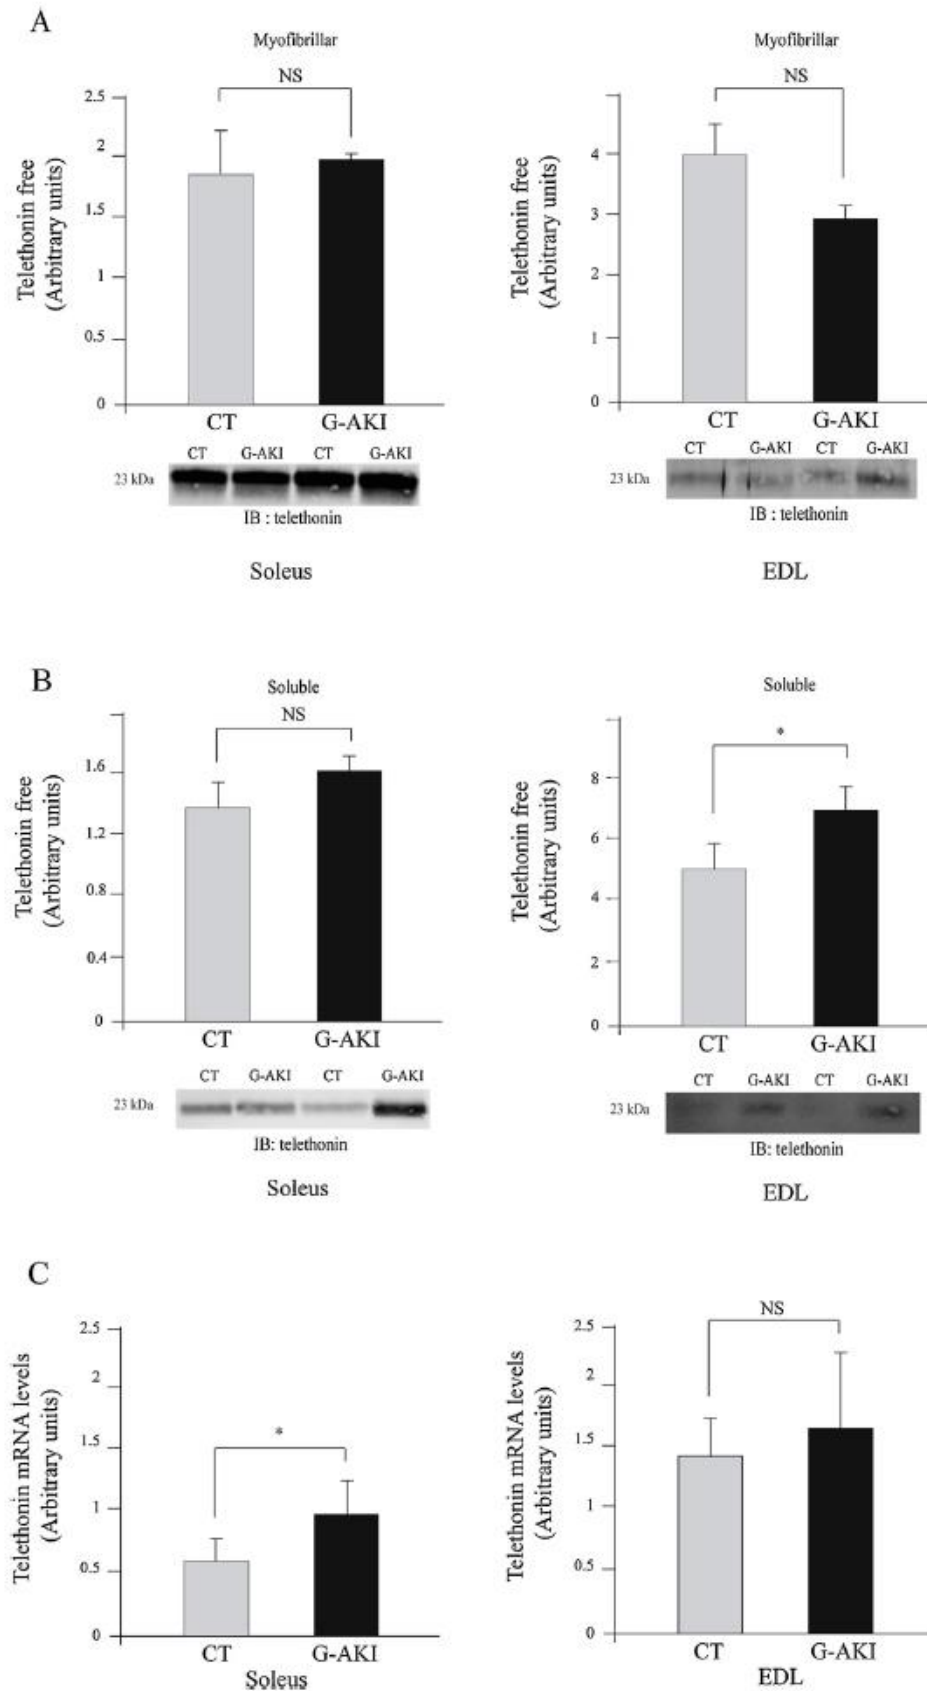 A
Myofibrillar
NS
Telethonin free
(Arbitrary units)
2.5
2
1.5
1
0.5
0
CT G-AKI
CT G-AKI CT G-AKI
23 kDa
IB : telethonin
Soleus
Myofibrillar
NS
Telethonin free
(Arbitrary units)
4
3
2
1
0
CT G-AKI
CT G-AKI CT G-AKI
23 kDa
IB : telethonin
EDL
B
Soluble
NS
Telethonin free
(Arbitrary units)
1.6
1.2
0.8
0.4
0
CT G-AKI
CT G-AKI CT G-AKI
23 kDa
IB: telethonin
Soleus
Soluble
*
Telethonin free
(Arbitrary units)
8
6
4
2
0
CT G-AKI
CT G-AKI CT G-AKI
23 kDa
IB: telethonin
EDL
C
Telethonin mRNA levels
(Arbitrary units)
2.5
2
1.5
1
0.5
0
*
CT G-AKI
Soleus
NS
Telethonin mRNA levels
(Arbitrary units)
2.5
2
1.5
1
0.5
0
CT G-AKI
EDL